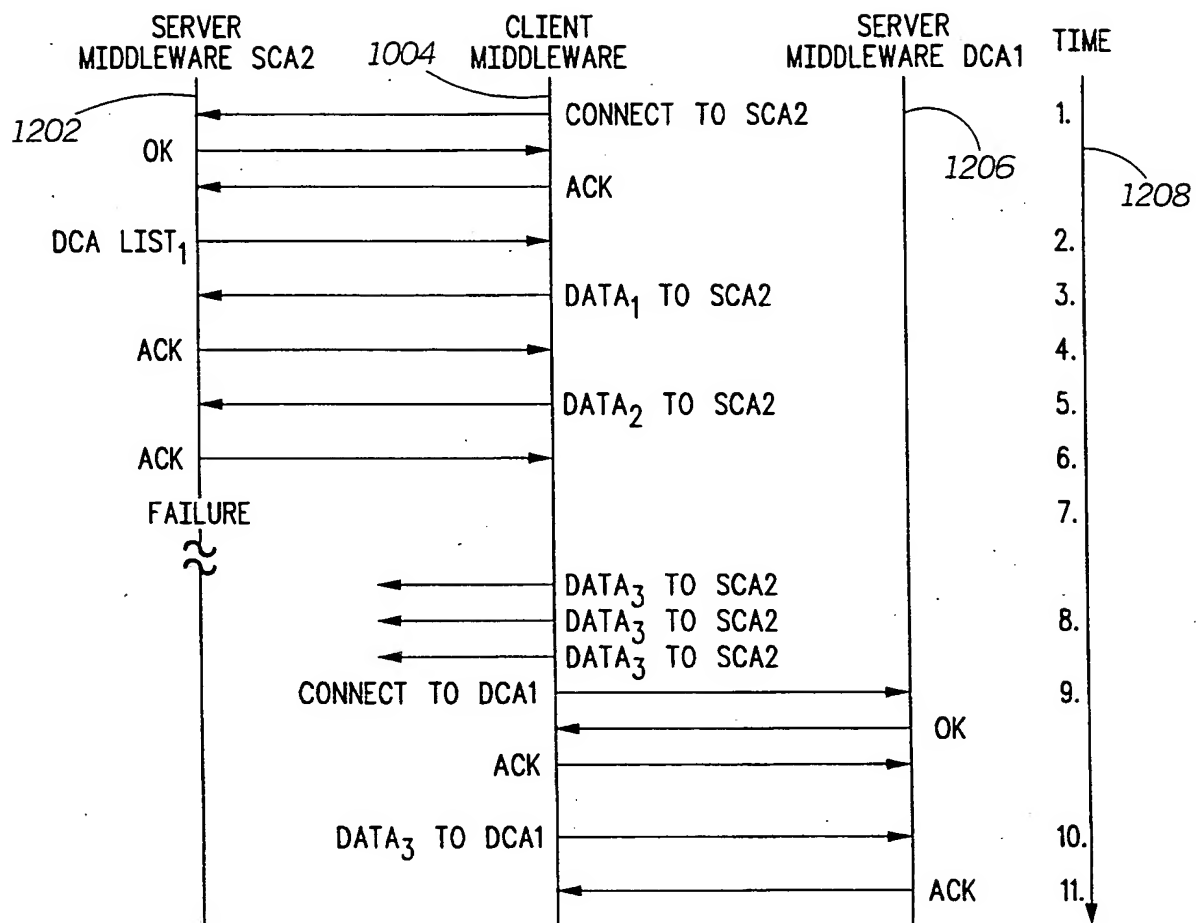 SERVER
MIDDLEWARE SCA2
CLIENT
MIDDLEWARE
SERVER
MIDDLEWARE DCA1
TIME
1004
1202
1206
1208
CONNECT TO SCA2
1.
OK
ACK
DCA LIST₁
2.
DATA₁ TO SCA2
3.
ACK
4.
DATA₂ TO SCA2
5.
ACK
6.
FAILURE
7.
DATA₃ TO SCA2
DATA₃ TO SCA2
8.
DATA₃ TO SCA2
CONNECT TO DCA1
9.
OK
ACK
DATA₃ TO DCA1
10.
ACK
11.